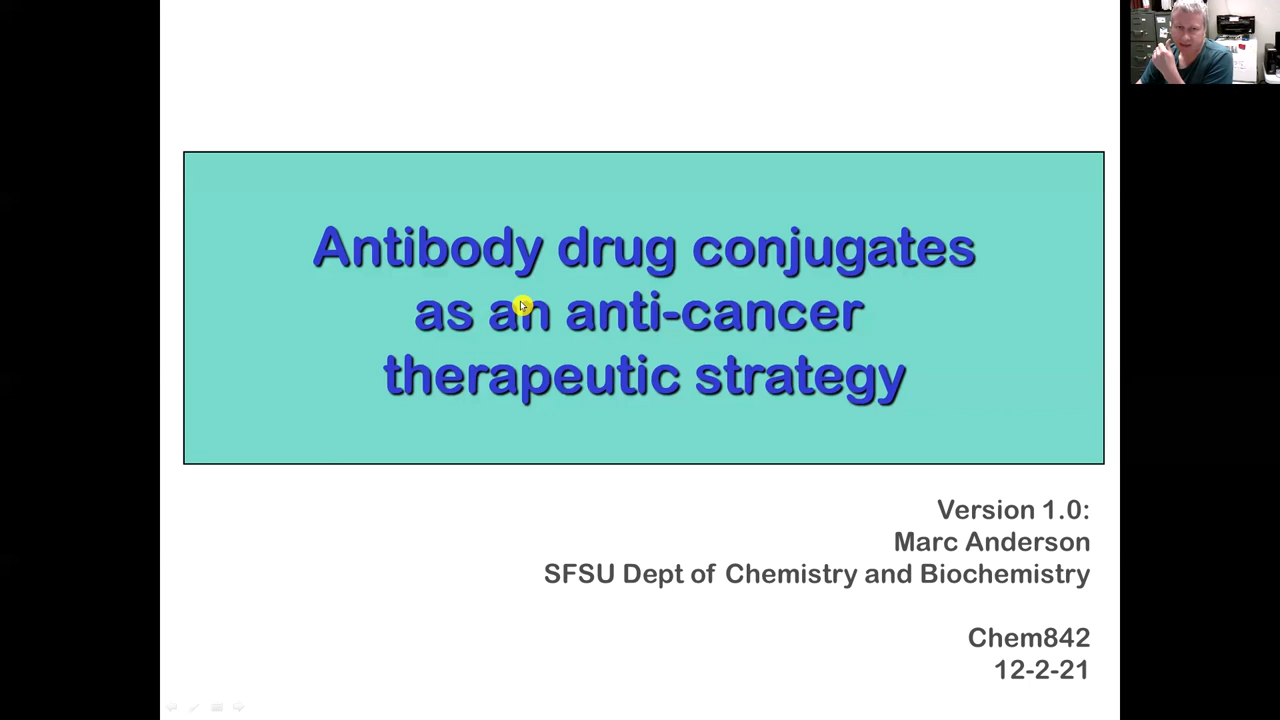 Antibody drug conjugates
as an anti-cancer
therapeutic strategy
Version 1.0:
Marc Anderson
SFSU Dept of Chemistry and Biochemistry
Chem842
12-2-21